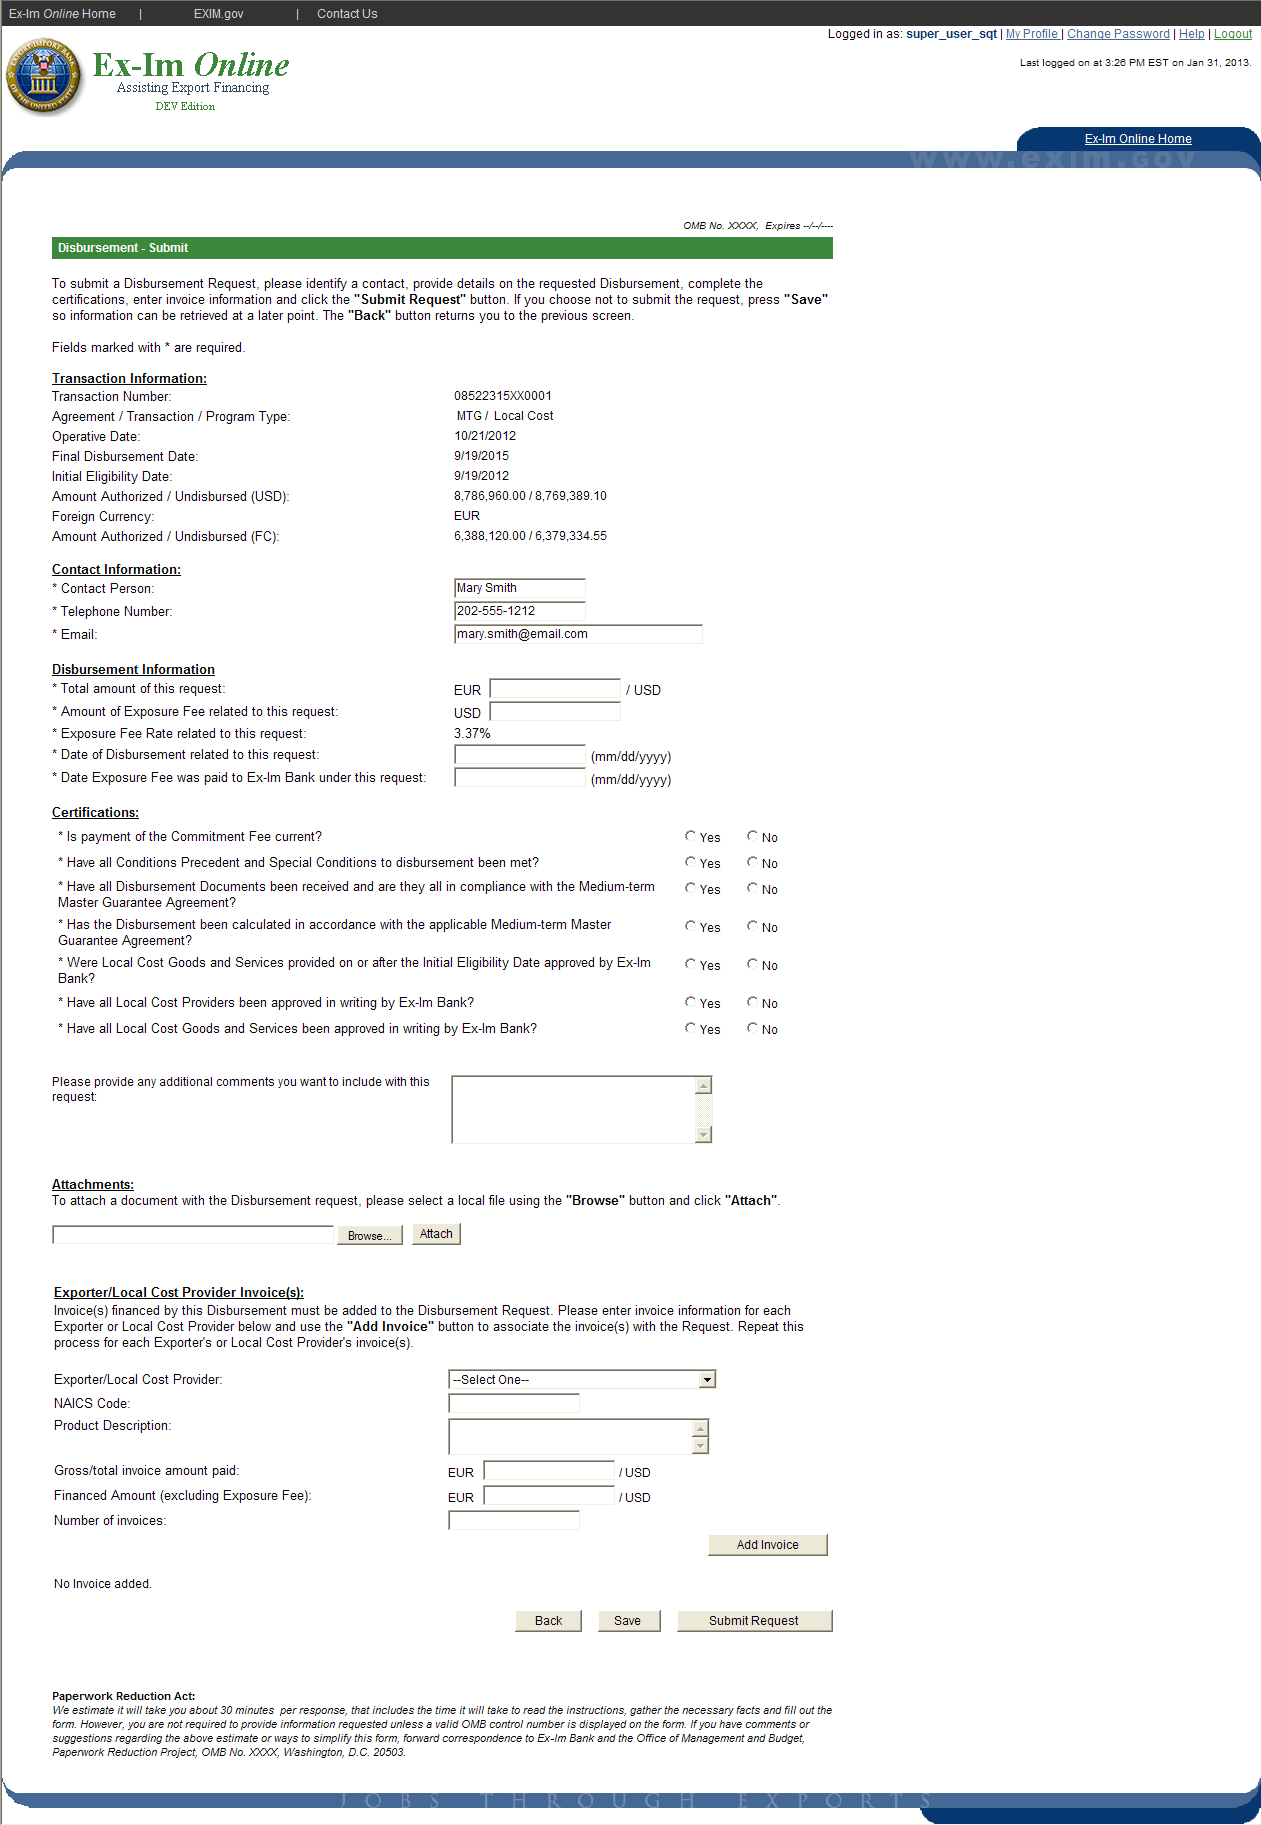 Ex-Im Online Home | EXIM.gov | Contact Us
Logged in as: super_user_sqt | My Profile | Change Password | Help | Logout
Last logged on at 3:26 PM EST on Jan 31, 2013.
EXPORT-IMPORT BANK OF THE UNITED STATES
Ex-Im Online
Assisting Export Financing
DEV Edition
Ex-Im Online Home
www.exim.gov
OMB No. XXXX, Expires --/--/----
Disbursement - Submit
To submit a Disbursement Request, please identify a contact, provide details on the requested Disbursement, complete the
certifications, enter invoice information and click the "Submit Request" button. If you choose not to submit the request, press "Save"
so information can be retrieved at a later point. The "Back" button returns you to the previous screen.
Fields marked with * are required.
Transaction Information:
Transaction Number: 08522315XX0001
Agreement / Transaction / Program Type: MTG / Local Cost
Operative Date: 10/21/2012
Final Disbursement Date: 9/19/2015
Initial Eligibility Date: 9/19/2012
Amount Authorized / Undisbursed (USD): 8,786,960.00 / 8,769,389.10
Foreign Currency: EUR
Amount Authorized / Undisbursed (FC): 6,388,120.00 / 6,379,334.55
Contact Information:
* Contact Person: Mary Smith
* Telephone Number: 202-555-1212
* Email: mary.smith@email.com
Disbursement Information
* Total amount of this request: EUR / USD
* Amount of Exposure Fee related to this request: USD
* Exposure Fee Rate related to this request: 3.37%
* Date of Disbursement related to this request: (mm/dd/yyyy)
* Date Exposure Fee was paid to Ex-Im Bank under this request: (mm/dd/yyyy)
Certifications:
* Is payment of the Commitment Fee current? Yes No
* Have all Conditions Precedent and Special Conditions to disbursement been met? Yes No
* Have all Disbursement Documents been received and are they all in compliance with the Medium-term Yes No
Master Guarantee Agreement?
* Has the Disbursement been calculated in accordance with the applicable Medium-term Master Yes No
Guarantee Agreement?
* Were Local Cost Goods and Services provided on or after the Initial Eligibility Date approved by Ex-Im Yes No
Bank?
* Have all Local Cost Providers been approved in writing by Ex-Im Bank? Yes No
* Have all Local Cost Goods and Services been approved in writing by Ex-Im Bank? Yes No
Please provide any additional comments you want to include with this
request:
Attachments:
To attach a document with the Disbursement request, please select a local file using the "Browse" button and click "Attach".
Browse... Attach
Exporter/Local Cost Provider Invoice(s):
Invoice(s) financed by this Disbursement must be added to the Disbursement Request. Please enter invoice information for each
Exporter or Local Cost Provider below and use the "Add Invoice" button to associate the invoice(s) with the Request. Repeat this
process for each Exporter's or Local Cost Provider's invoice(s).
Exporter/Local Cost Provider: --Select One--
NAICS Code:
Product Description:
Gross/total invoice amount paid: EUR / USD
Financed Amount (excluding Exposure Fee): EUR / USD
Number of invoices:
Add Invoice
No Invoice added.
Back Save Submit Request
Paperwork Reduction Act:
We estimate it will take you about 30 minutes per response, that includes the time it will take to read the instructions, gather the necessary facts and fill out the
form. However, you are not required to provide information requested unless a valid OMB control number is displayed on the form. If you have comments or
suggestions regarding the above estimate or ways to simplify this form, forward correspondence to Ex-Im Bank and the Office of Management and Budget,
Paperwork Reduction Project, OMB No. XXXX, Washington, D.C. 20503.
JOBS THROUGH EXPORTS